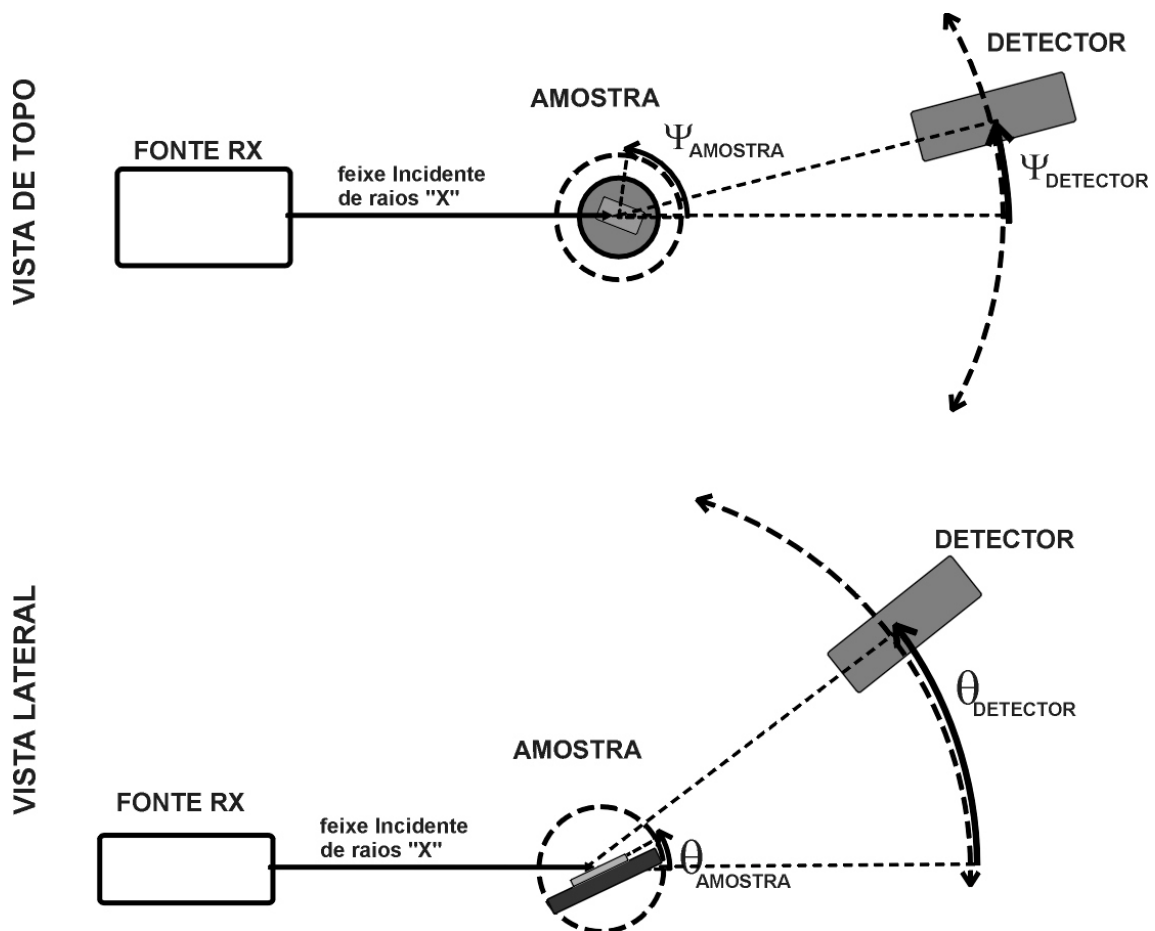 VISTA DE TOPO
DETECTOR
AMOSTRA
FONTE RX
ΨAMOSTRA
feixe Incidente
de raios "X"
ΨDETECTOR
VISTA LATERAL
DETECTOR
θDETECTOR
AMOSTRA
FONTE RX
feixe Incidente
de raios "X"
θAMOSTRA